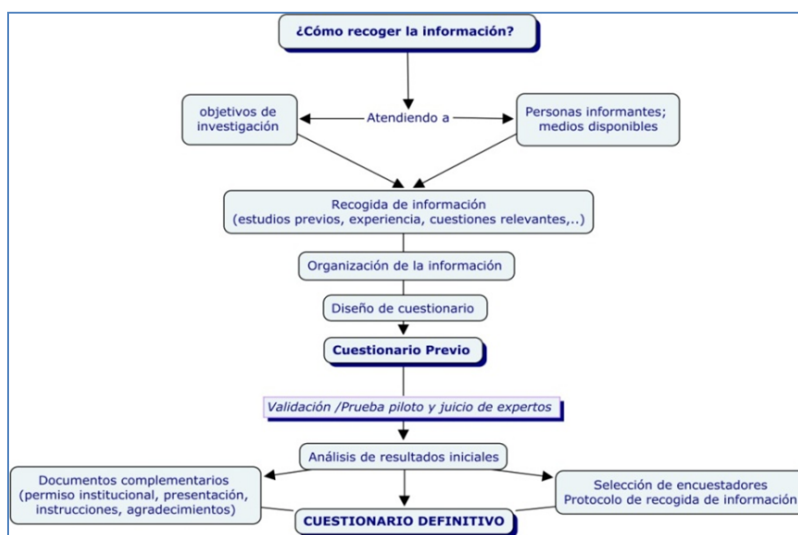 ¿Cómo recoger la información?
objetivos de
investigación
Atendiendo a
Personas informantes;
medios disponibles
Recogida de información
(estudios previos, experiencia, cuestiones relevantes,..)
Organización de la información
Diseño de cuestionario
Cuestionario Previo
Validación /Prueba piloto y juicio de expertos
Análisis de resultados iniciales
Documentos complementarios
(permiso institucional, presentación,
instrucciones, agradecimientos)
Selección de encuestadores
Protocolo de recogida de información
CUESTIONARIO DEFINITIVO